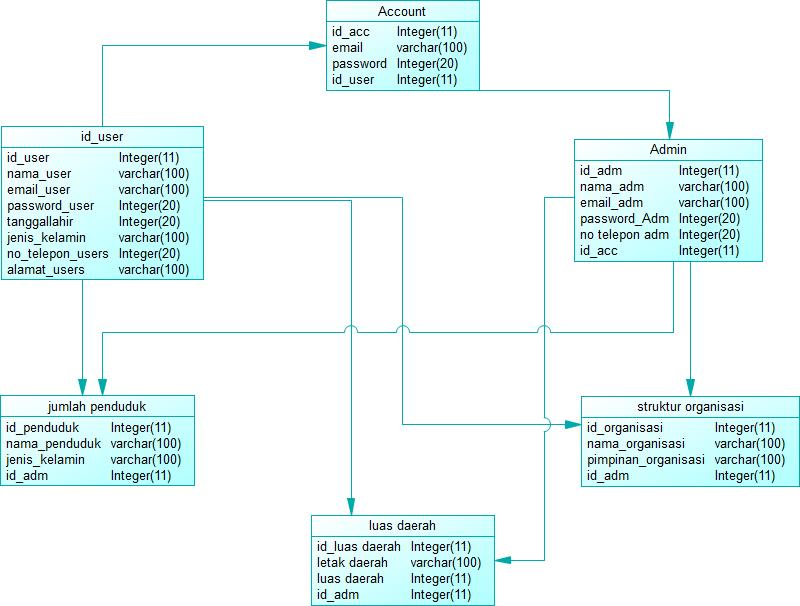 Account
id_acc Integer(11)
email varchar(100)
password Integer(20)
id_user Integer(11)
id_user
id_user Integer(11)
nama_user varchar(100)
email_user varchar(100)
password_user Integer(20)
tanggallahir Integer(20)
jenis_kelamin varchar(100)
no_telepon_users Integer(20)
alamat_users varchar(100)
Admin
id_adm Integer(11)
nama_adm varchar(100)
email_adm varchar(100)
password_Adm Integer(20)
no telepon adm Integer(20)
id_acc Integer(11)
jumlah penduduk
id_penduduk Integer(11)
nama_penduduk varchar(100)
jenis_kelamin varchar(100)
id_adm Integer(11)
struktur organisasi
id_organisasi Integer(11)
nama_organisasi varchar(100)
pimpinan_organisasi varchar(100)
id_adm Integer(11)
luas daerah
id_luas daerah Integer(11)
letak daerah varchar(100)
luas daerah Integer(11)
id_adm Integer(11)